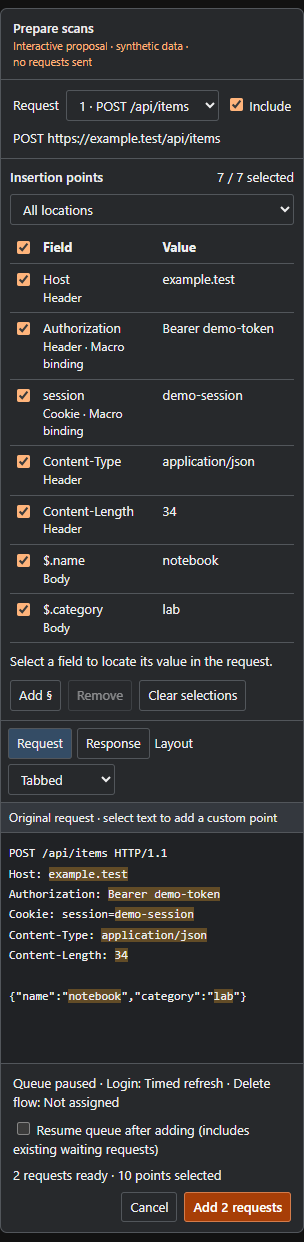 Prepare scans
Interactive proposal · synthetic data ·
no requests sent
Request 1 · POST /api/items Include
POST https://example.test/api/items
Insertion points 7 / 7 selected
All locations
Field Value
Host example.test
Header
Authorization Bearer demo-token
Header · Macro
binding
session demo-session
Cookie · Macro
binding
Content-Type application/json
Header
Content-Length 34
Header
$.name notebook
Body
$.category lab
Body
Select a field to locate its value in the request.
Add § Remove Clear selections
Request Response Layout
Tabbed
Original request · select text to add a custom point
POST /api/items HTTP/1.1
Host: example.test
Authorization: Bearer demo-token
Cookie: session=demo-session
Content-Type: application/json
Content-Length: 34
{"name":"notebook","category":"lab"}
Queue paused · Login: Timed refresh · Delete
flow: Not assigned
Resume queue after adding (includes
existing waiting requests)
2 requests ready · 10 points selected
Cancel Add 2 requests